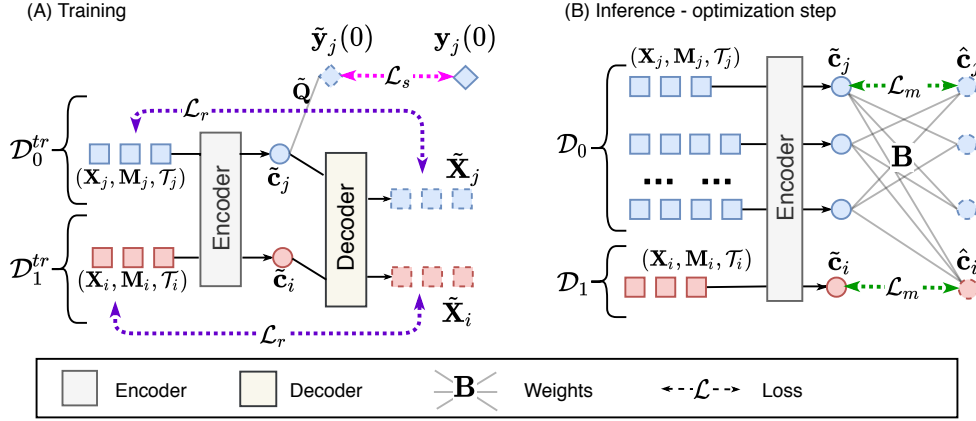 (A) Training
ỹ_j(0) y_j(0)
ℒ_s
Q̃
ℒ_r
𝒟_0^{tr}
(X_j, M_j, 𝒯_j)
Encoder
c̃_j
Decoder
X̃_j
𝒟_1^{tr}
(X_i, M_i, 𝒯_i)
c̃_i
X̃_i
ℒ_r
(B) Inference - optimization step
(X_j, M_j, 𝒯_j)
c̃_j
ĉ_j
ℒ_m
𝒟_0
... ...
Encoder
B
𝒟_1
(X_i, M_i, 𝒯_i)
c̃_i
ĉ_i
ℒ_m
Encoder
Decoder
B Weights
ℒ Loss